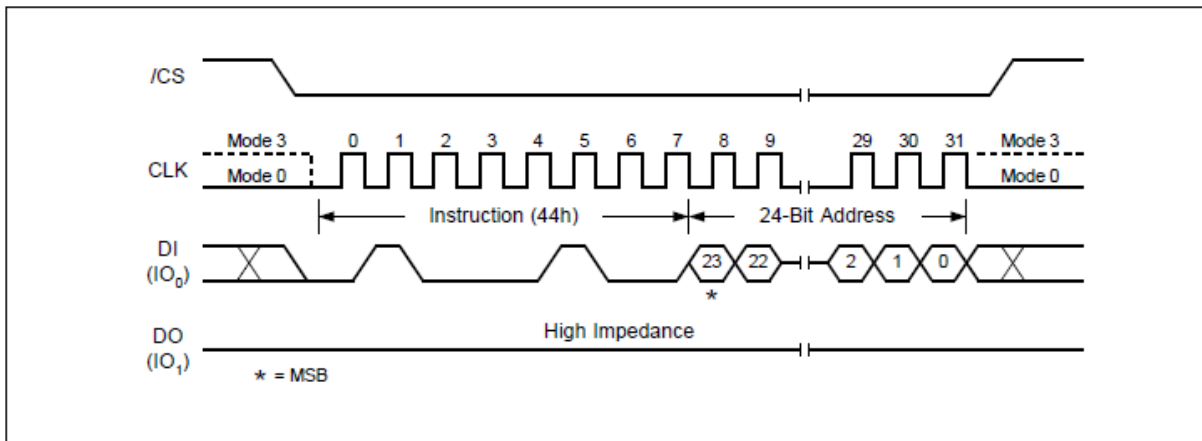 /CS
Mode 3 0 1 2 3 4 5 6 7 8 9 29 30 31 Mode 3
CLK
Mode 0 Mode 0
Instruction (44h) 24-Bit Address
DI
(IO0) 23 22 2 1 0
*
High Impedance
DO
(IO1)
* = MSB